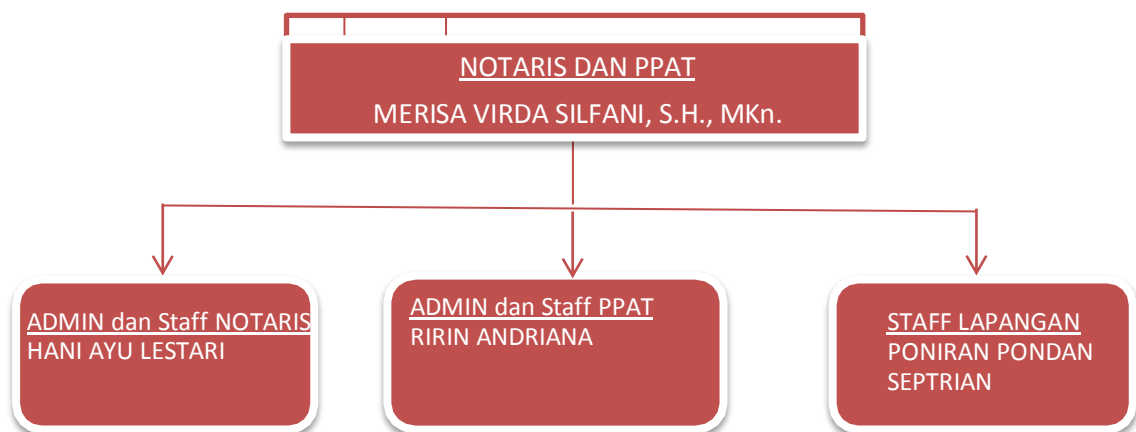 NOTARIS DAN PPAT
MERISA VIRDA SILFANI, S.H., MKn.
ADMIN dan Staff NOTARIS
HANI AYU LESTARI
ADMIN dan Staff PPAT
RIRIN ANDRIANA
STAFF LAPANGAN
PONIRAN PONDAN
SEPTRIAN